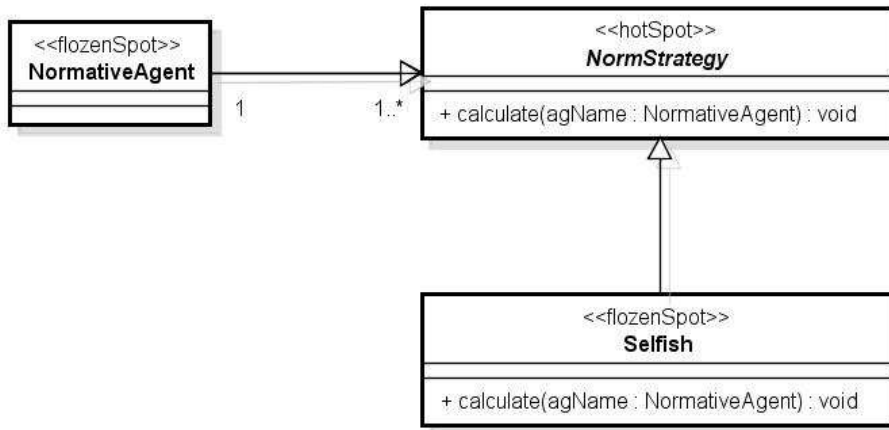 <<flozenSpot>>
NormativeAgent
1
1..*
<<hotSpot>>
NormStrategy
+ calculate(agName : NormativeAgent) : void
<<flozenSpot>>
Selfish
+ calculate(agName : NormativeAgent) : void